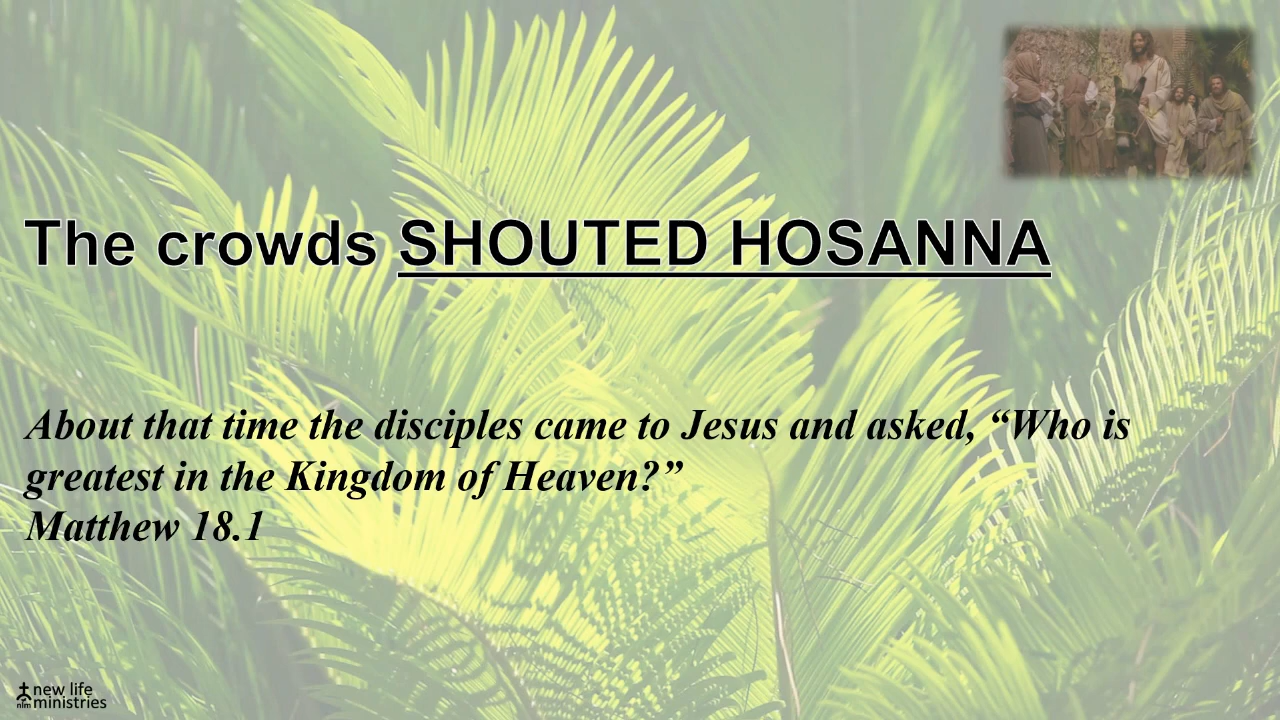 The crowds SHOUTED HOSANNA
About that time the disciples came to Jesus and asked, “Who is
greatest in the Kingdom of Heaven?”
Matthew 18.1
new life
nlm ministries